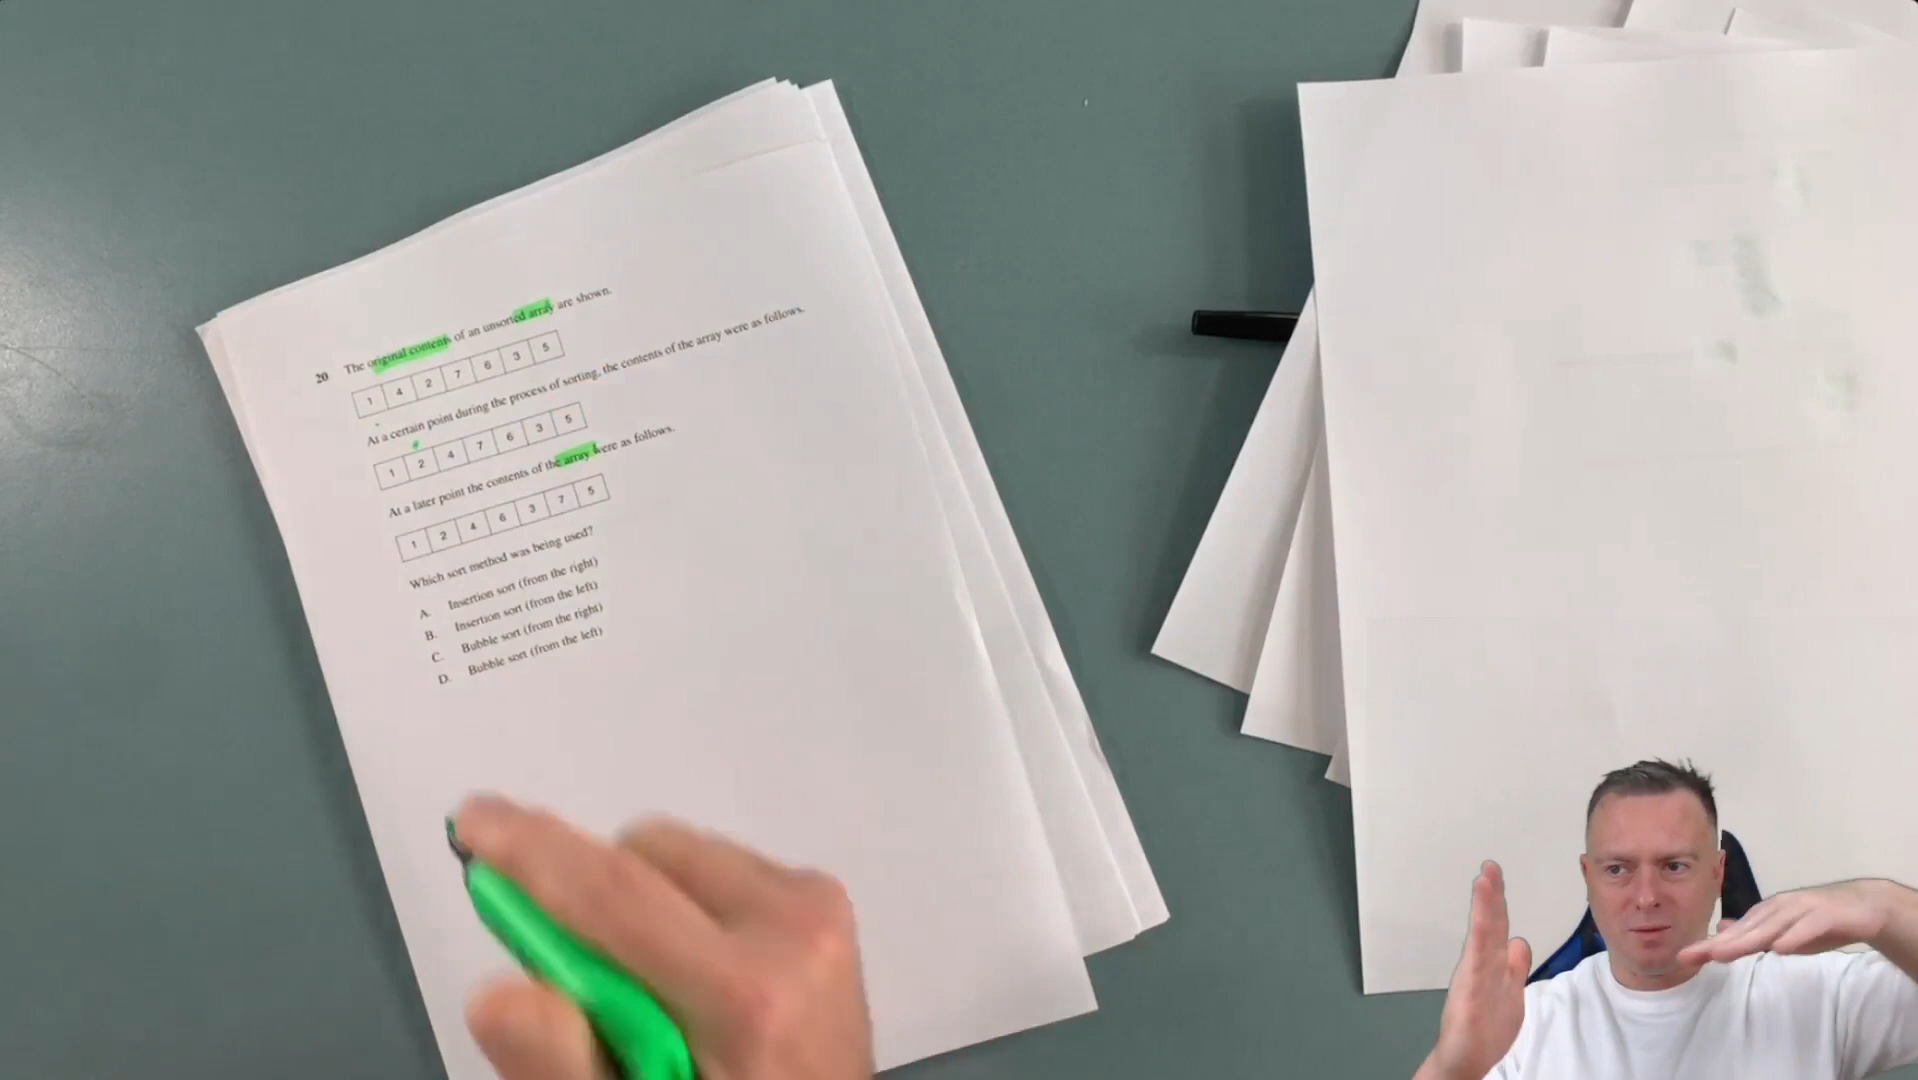 20 The original contents of an unsorted array are shown.
1 4 2 7 6 3 5
At a certain point during the process of sorting, the contents of the array were as follows.
1 2 4 7 6 3 5
At a later point the contents of the array were as follows.
1 2 4 6 3 7 5
Which sort method was being used?
A. Insertion sort (from the right)
B. Insertion sort (from the left)
C. Bubble sort (from the right)
D. Bubble sort (from the left)